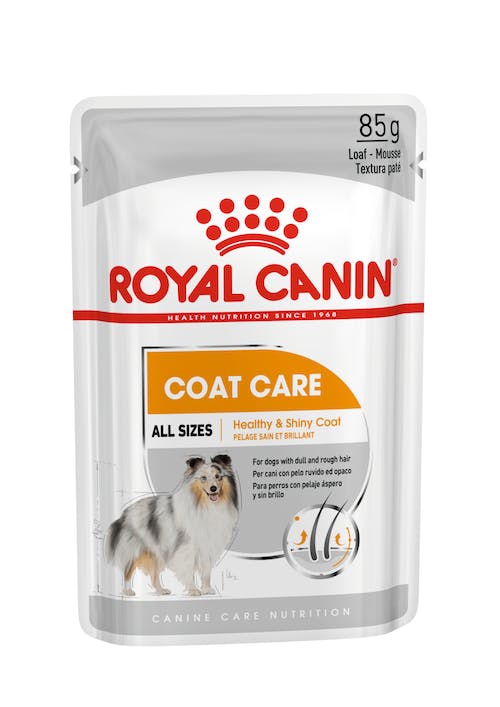 85g
Loaf - Mousse
Textura paté
ROYAL CANIN®
HEALTH NUTRITION SINCE 1968
COAT CARE
ALL SIZES
Healthy & Shiny Coat
PELAGE SAIN ET BRILLANT
For dogs with dull and rough hair
Per cani con pelo ruvido ed opaco
Para perros con pelaje áspero
y sin brillo
CANINE CARE NUTRITION